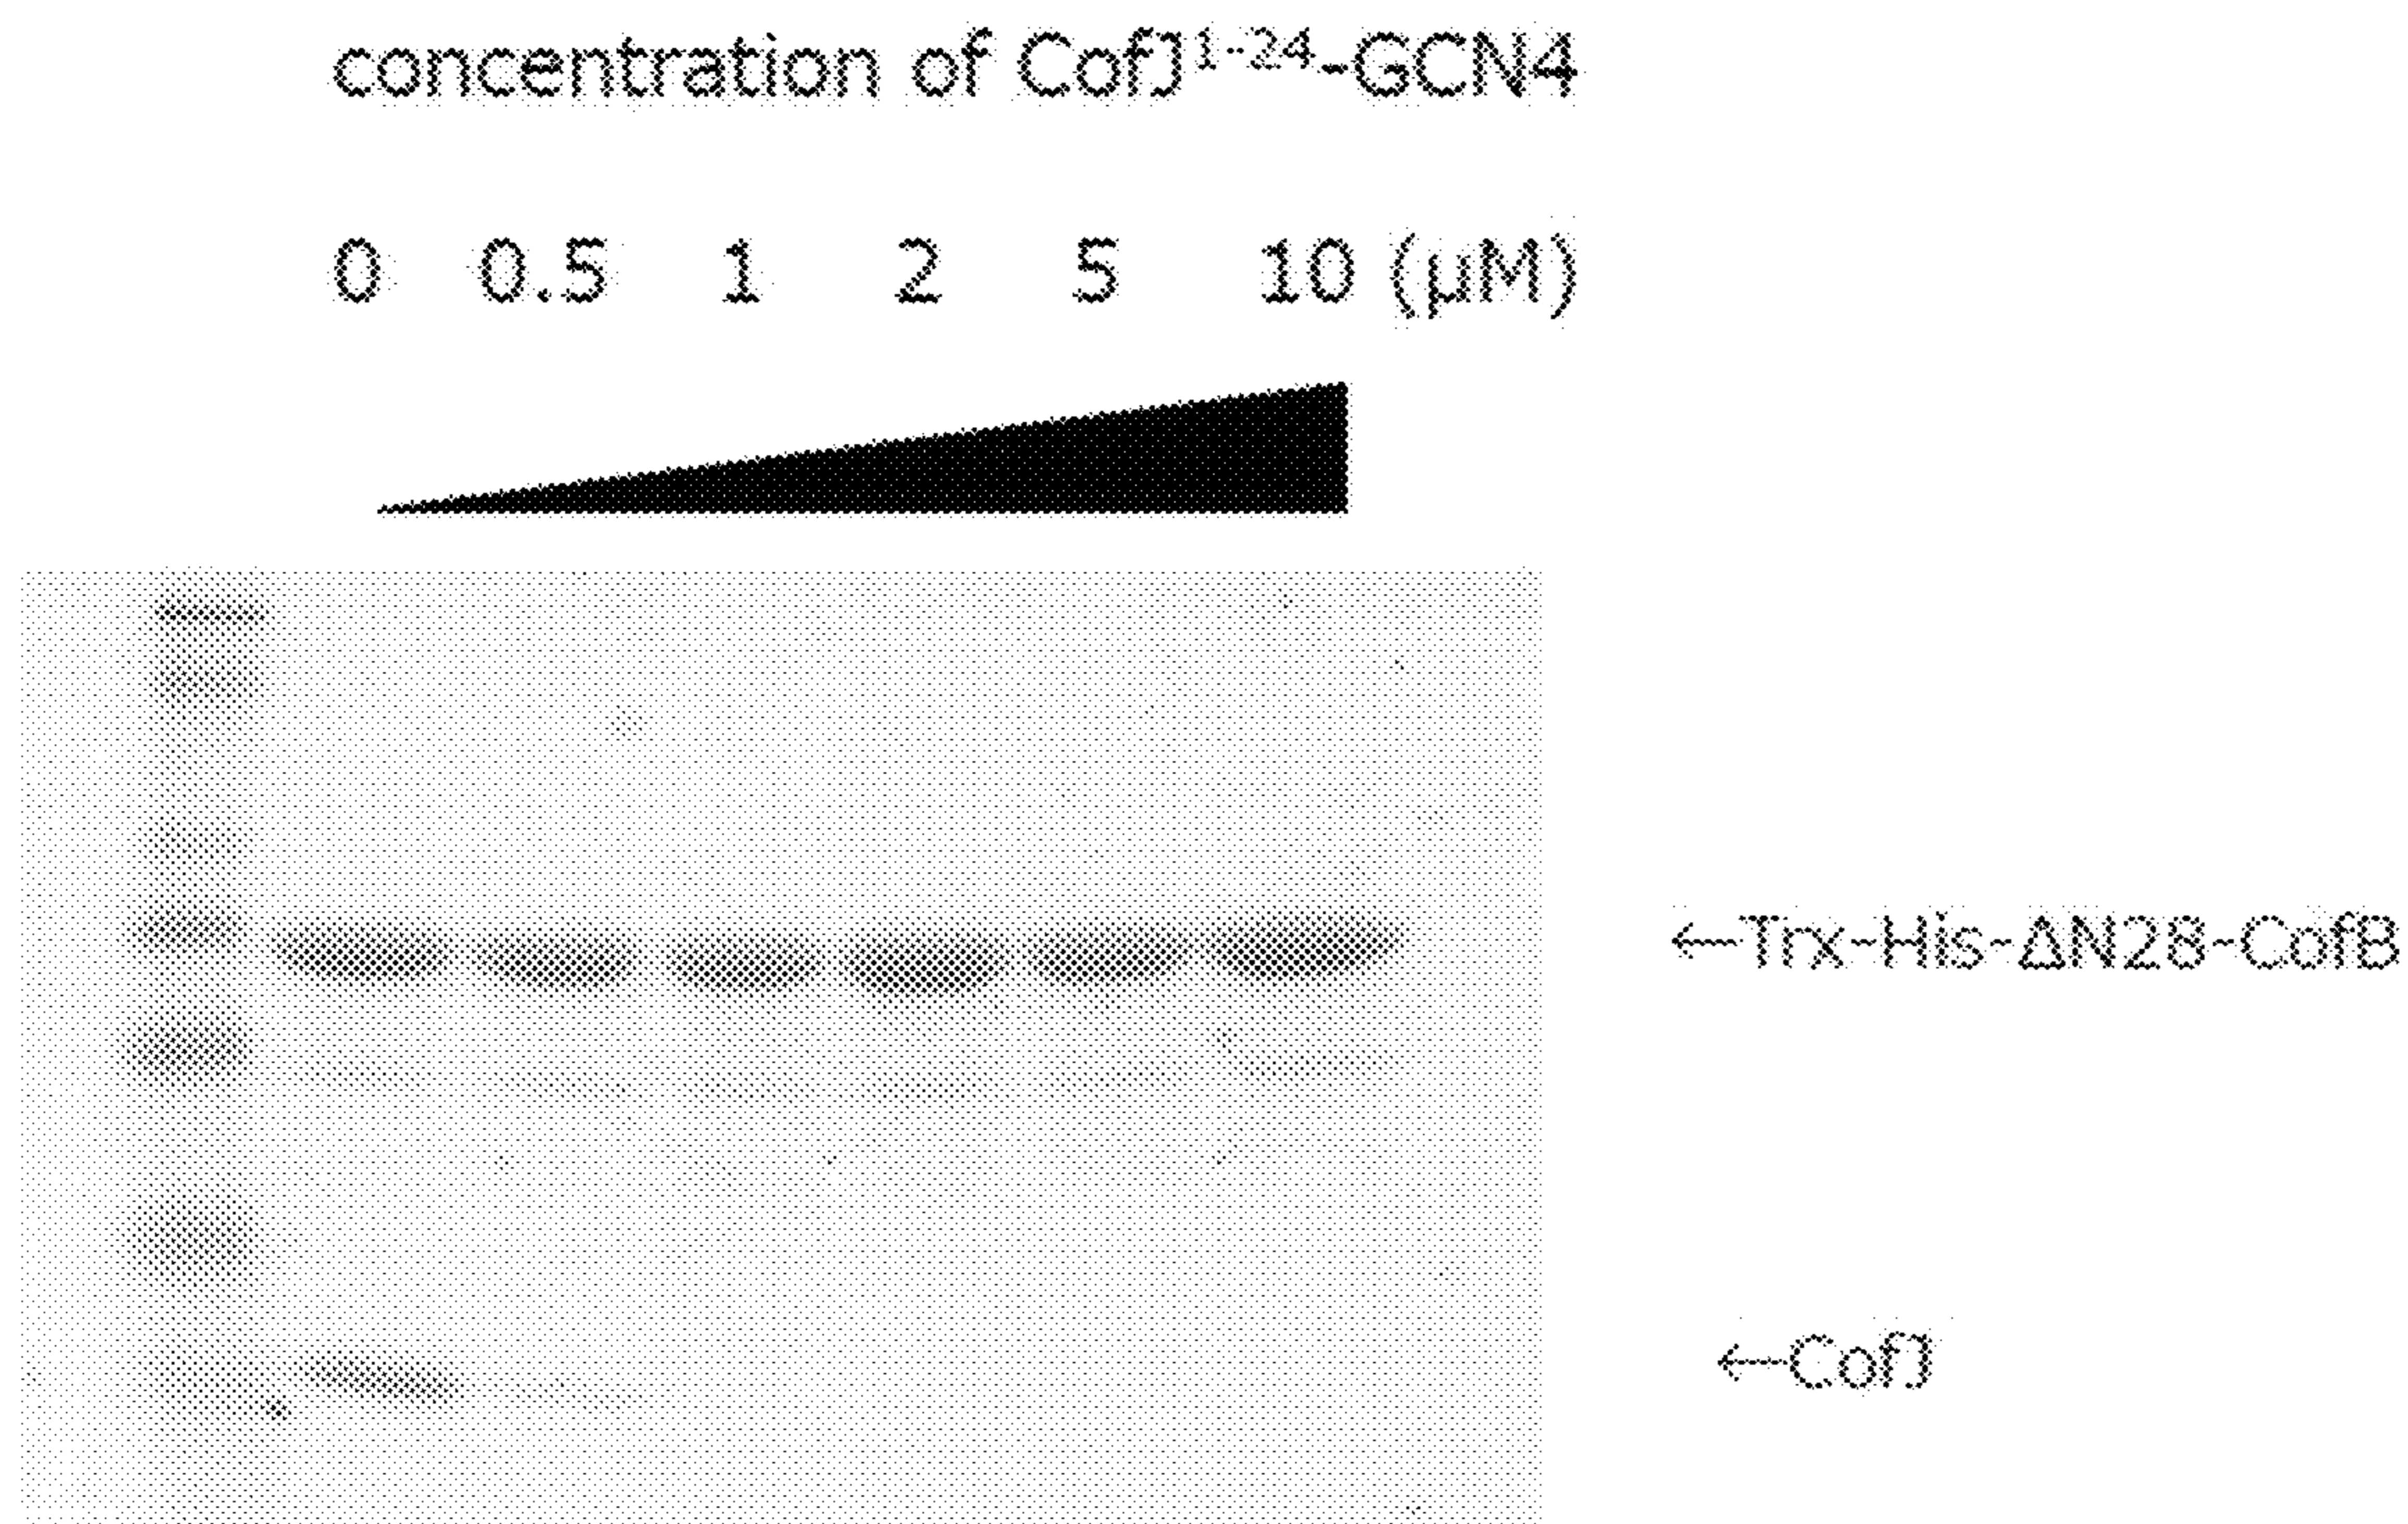 concentration of CofJ¹⁻²⁴-GCN4
0 0.5 1 2 5 10 (μM)
←Trx-His-ΔN28-CofB
←CofJ